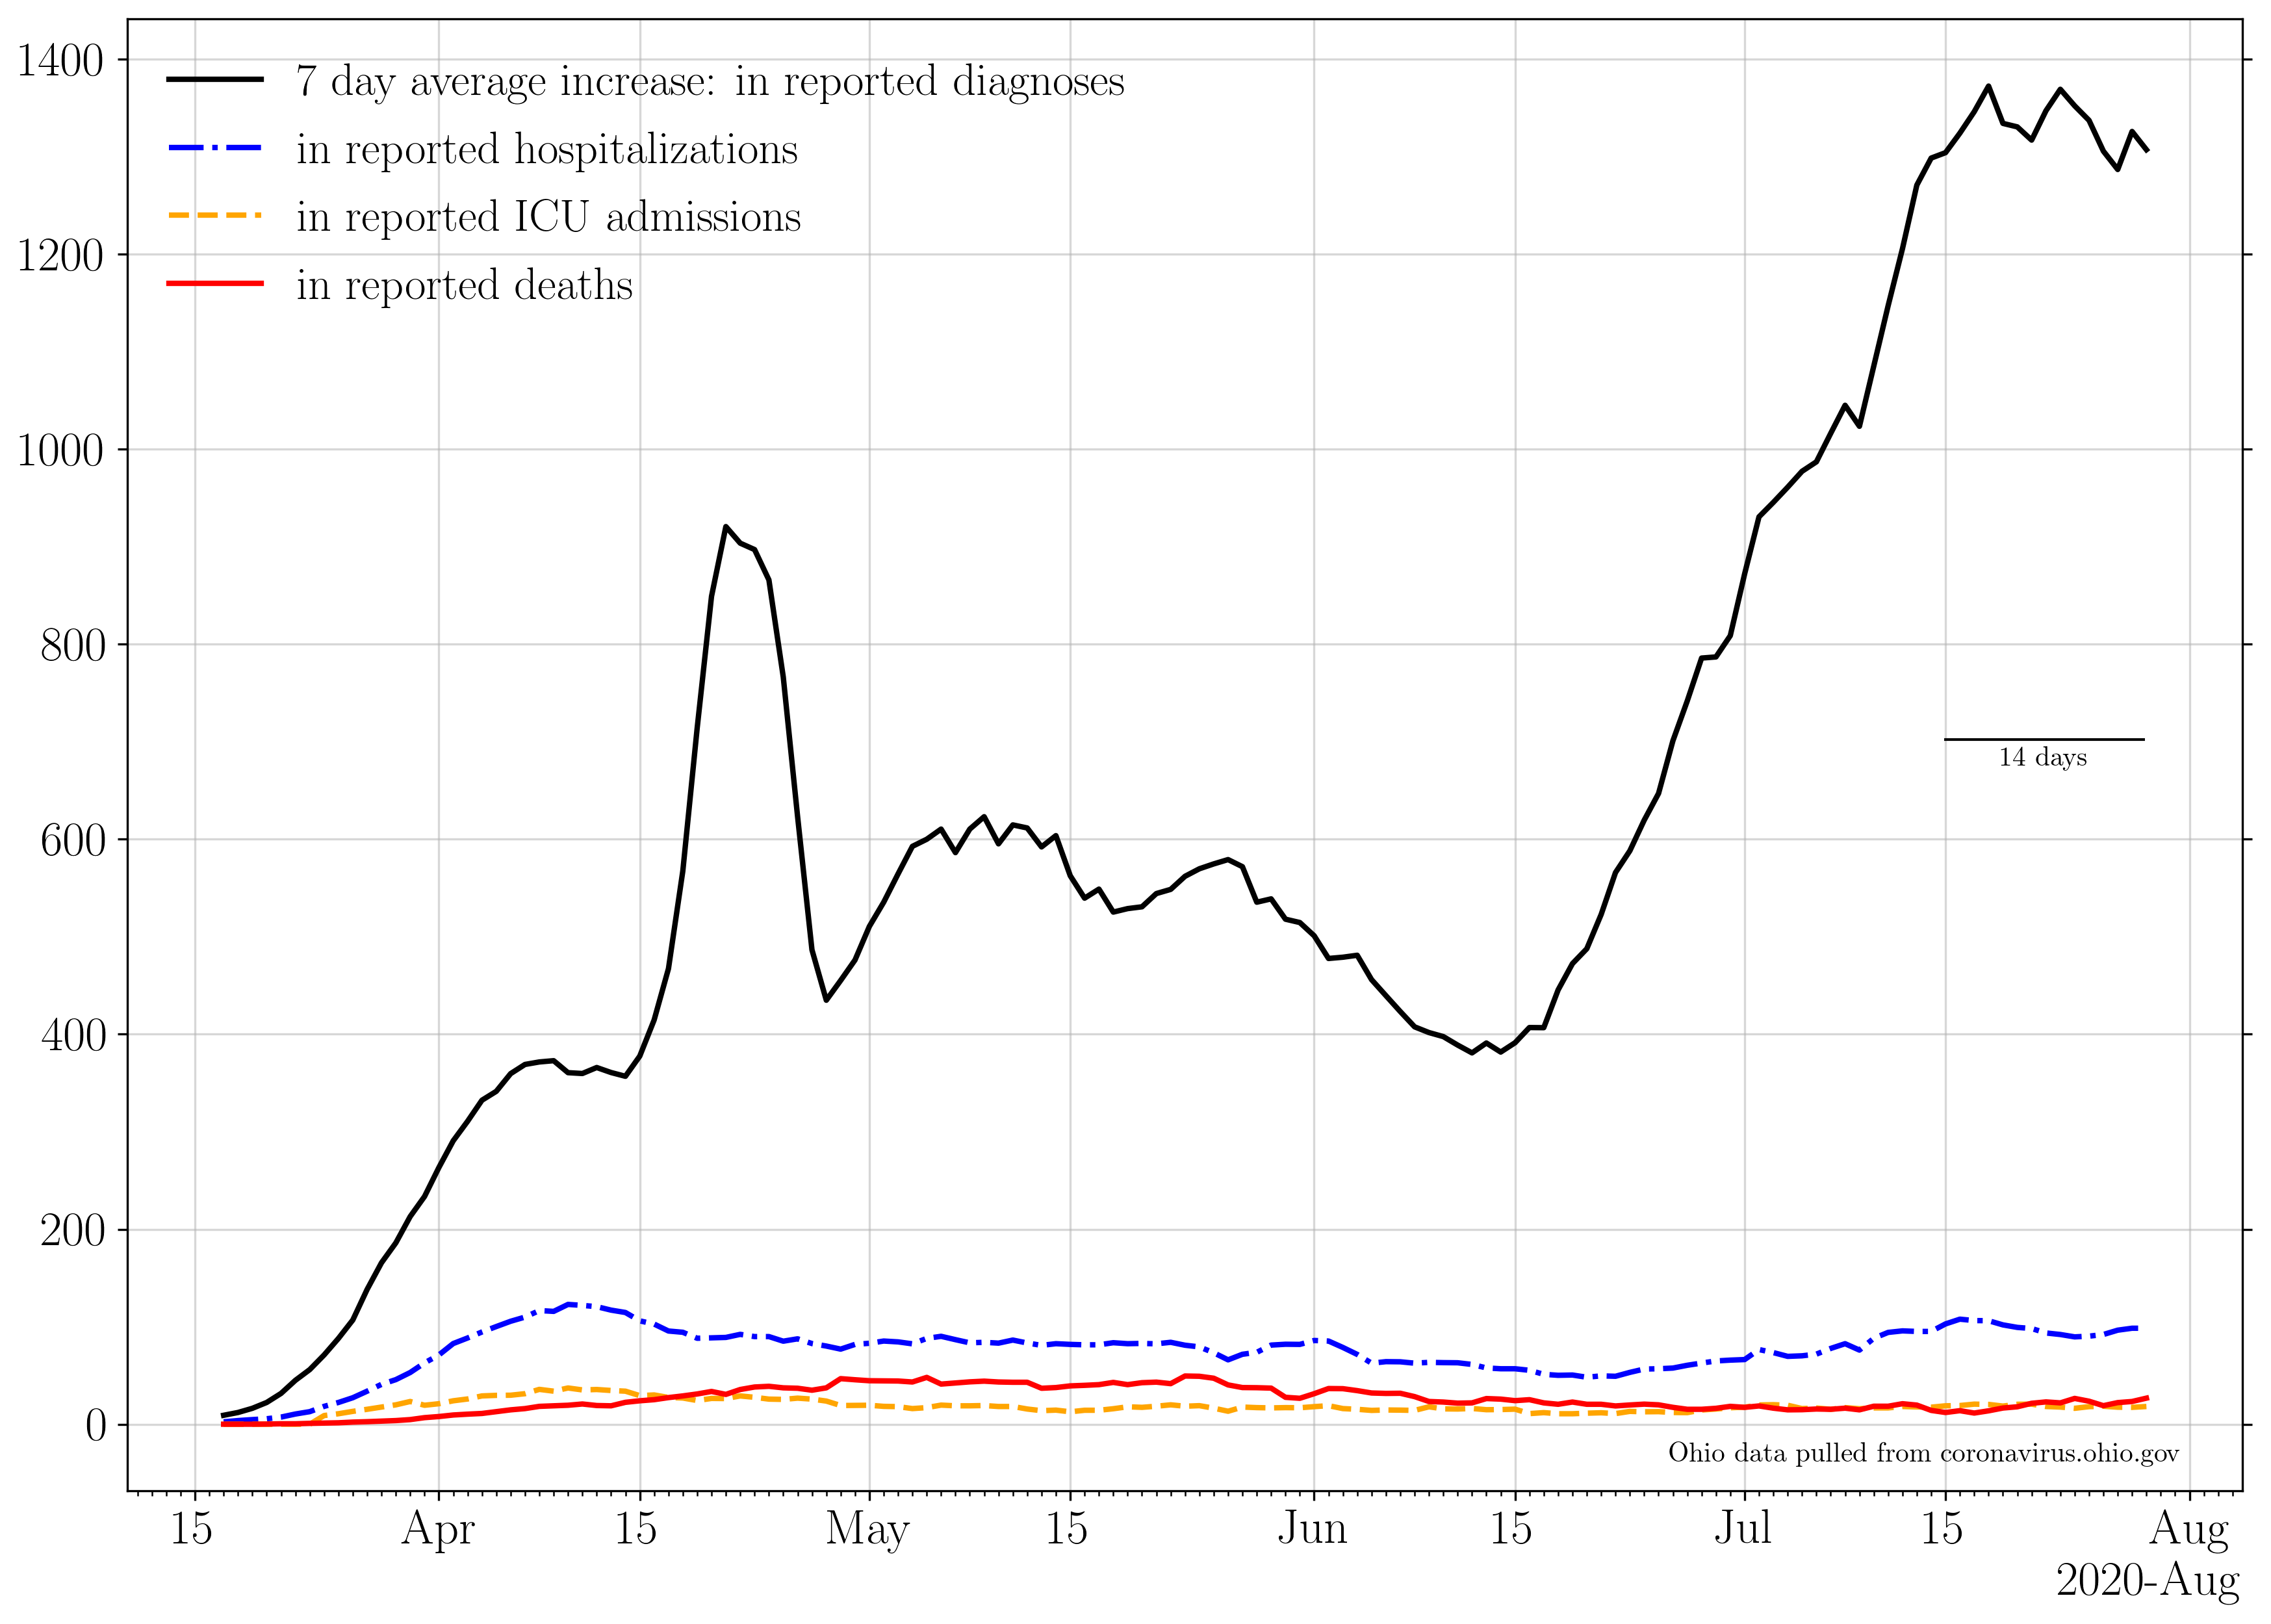 1400
7 day average increase: in reported diagnoses
in reported hospitalizations
in reported ICU admissions
1200
in reported deaths
1000
800
14 days
600
400
200
0
Ohio data pulled from coronavirus.ohio.gov
15 Apr 15 May 15 Jun 15 Jul 15 Aug
2020-Aug